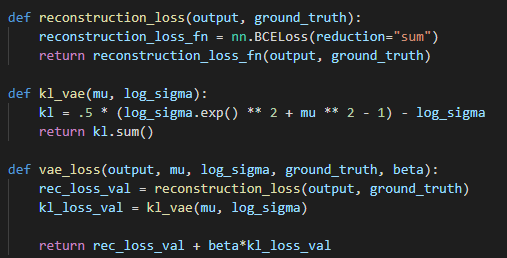 def reconstruction_loss(output, ground_truth):
    reconstruction_loss_fn = nn.BCELoss(reduction="sum")
    return reconstruction_loss_fn(output, ground_truth)

def kl_vae(mu, log_sigma):
    kl = .5 * (log_sigma.exp() ** 2 + mu ** 2 - 1) - log_sigma
    return kl.sum()

def vae_loss(output, mu, log_sigma, ground_truth, beta):
    rec_loss_val = reconstruction_loss(output, ground_truth)
    kl_loss_val = kl_vae(mu, log_sigma)

    return rec_loss_val + beta*kl_loss_val